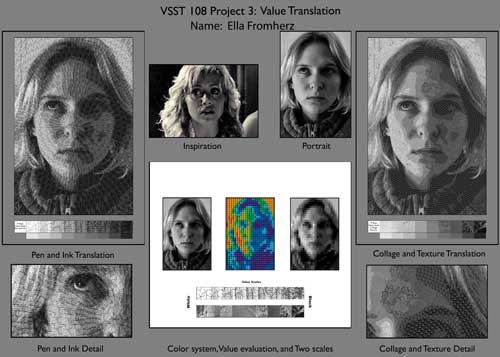 VSST 108 Project 3: Value Translation
Name: Ella Fromherz
Inspiration
Portrait
Pen and Ink Translation
Collage and Texture Translation
Value Scales
White
Black
Pen and Ink Detail
Color system, Value evaluation, and Two scales
Collage and Texture Detail